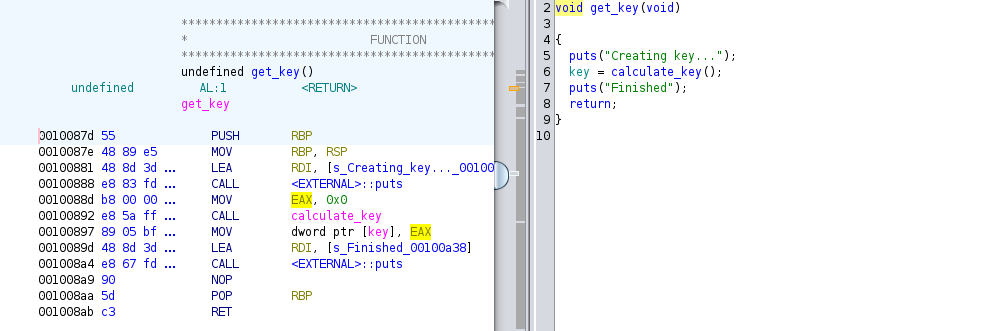 ************************************************
* FUNCTION
************************************************
undefined get_key()
undefined AL:1 <RETURN>
get_key
0010087d 55 PUSH RBP
0010087e 48 89 e5 MOV RBP, RSP
00100881 48 8d 3d ... LEA RDI, [s_Creating_key..._00100
00100888 e8 83 fd ... CALL <EXTERNAL>::puts
0010088d b8 00 00 ... MOV EAX, 0x0
00100892 e8 5a ff ... CALL calculate_key
00100897 89 05 bf ... MOV dword ptr [key], EAX
0010089d 48 8d 3d ... LEA RDI, [s_Finished_00100a38]
001008a4 e8 67 fd ... CALL <EXTERNAL>::puts
001008a9 90 NOP
001008aa 5d POP RBP
001008ab c3 RET
2 void get_key(void)
3
4 {
5 puts("Creating key...");
6 key = calculate_key();
7 puts("Finished");
8 return;
9 }
10